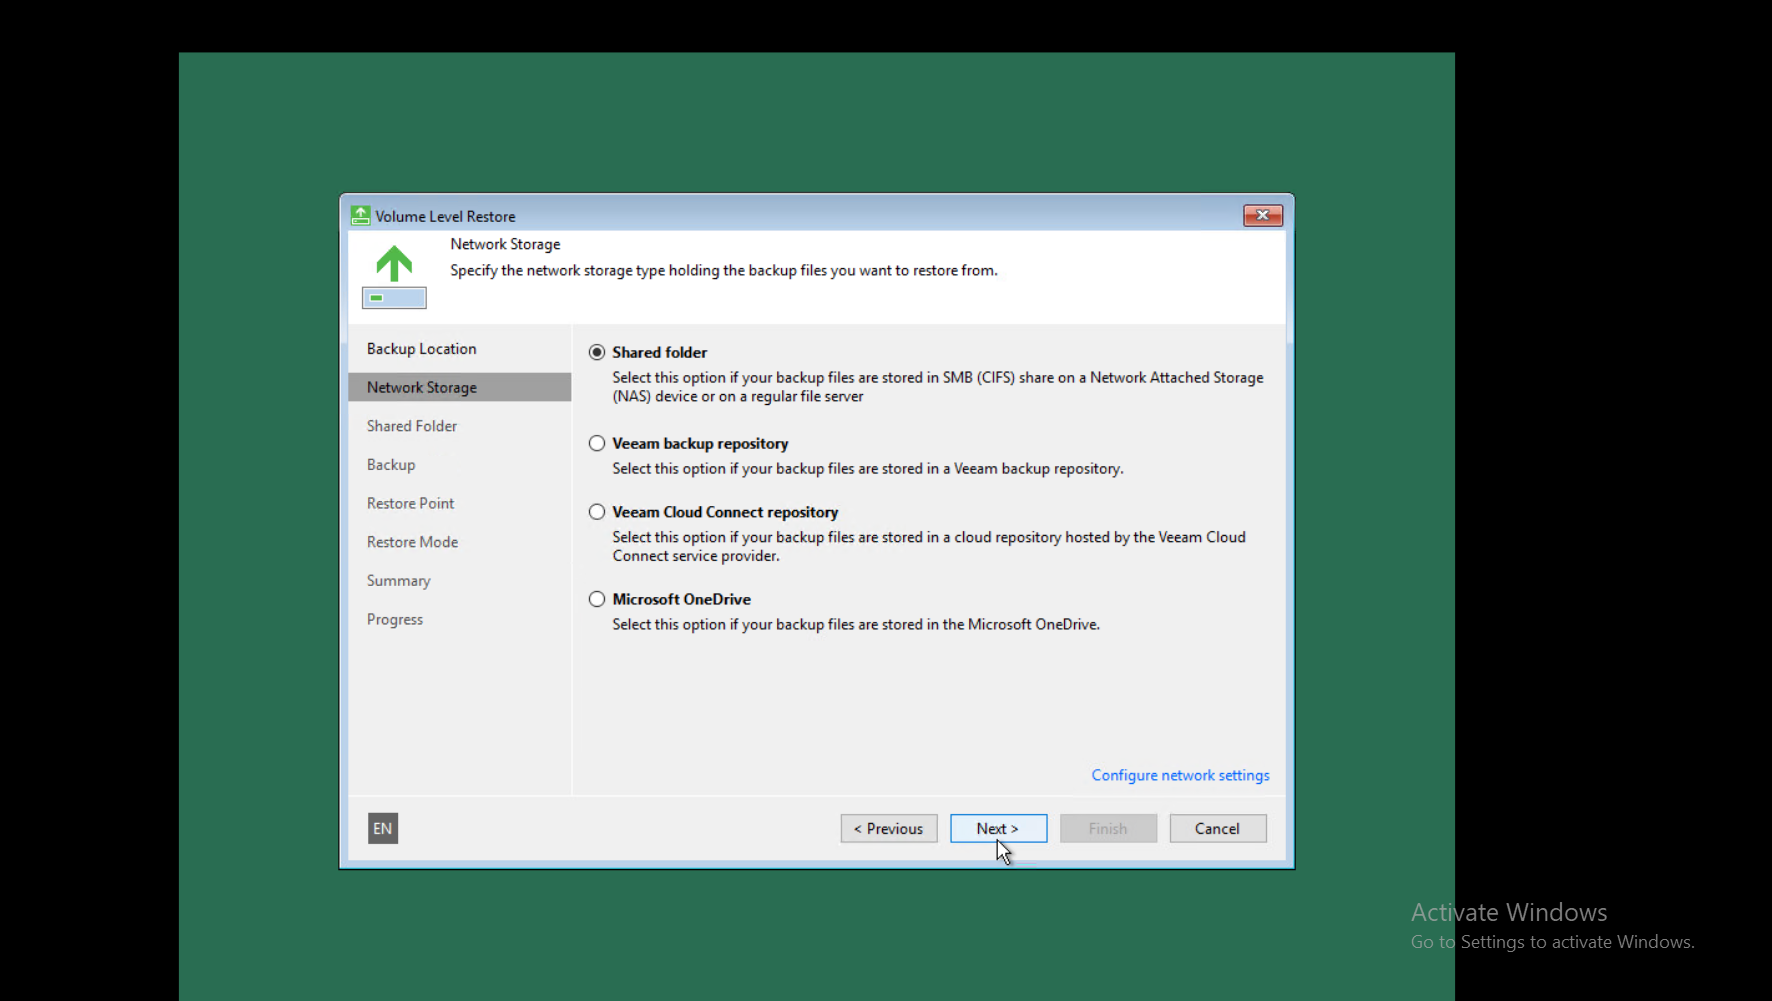 Volume Level Restore
Network Storage
Specify the network storage type holding the backup files you want to restore from.
Backup Location
Network Storage
Shared Folder
Backup
Restore Point
Restore Mode
Summary
Progress
Shared folder
Select this option if your backup files are stored in SMB (CIFS) share on a Network Attached Storage
(NAS) device or on a regular file server
Veeam backup repository
Select this option if your backup files are stored in a Veeam backup repository.
Veeam Cloud Connect repository
Select this option if your backup files are stored in a cloud repository hosted by the Veeam Cloud
Connect service provider.
Microsoft OneDrive
Select this option if your backup files are stored in the Microsoft OneDrive.
Configure network settings
EN
< Previous
Next >
Finish
Cancel
Activate Windows
Go to Settings to activate Windows.